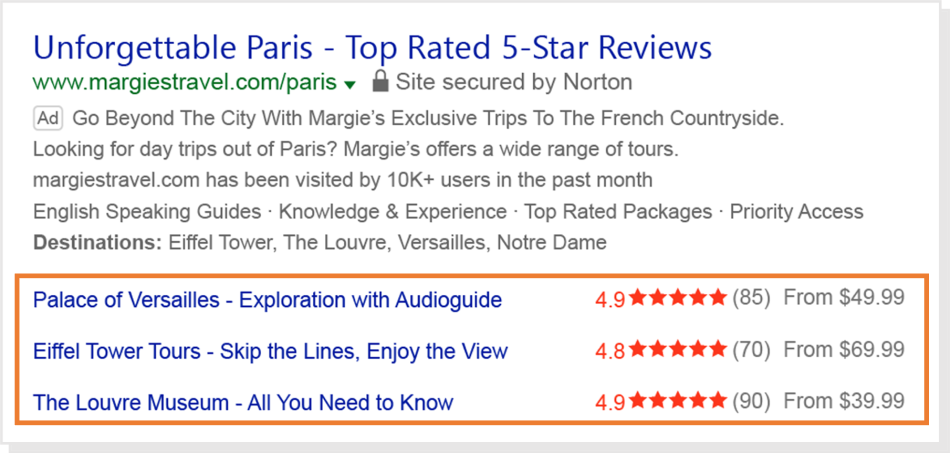 Unforgettable Paris - Top Rated 5-Star Reviews
www.margiestravel.com/paris Site secured by Norton
Ad Go Beyond The City With Margie's Exclusive Trips To The French Countryside.
Looking for day trips out of Paris? Margie's offers a wide range of tours.
margiestravel.com has been visited by 10K+ users in the past month
English Speaking Guides · Knowledge & Experience · Top Rated Packages · Priority Access
Destinations: Eiffel Tower, The Louvre, Versailles, Notre Dame
Palace of Versailles - Exploration with Audioguide 4.9 ★★★★★ (85) From $49.99
Eiffel Tower Tours - Skip the Lines, Enjoy the View 4.8 ★★★★★ (70) From $69.99
The Louvre Museum - All You Need to Know 4.9 ★★★★★ (90) From $39.99